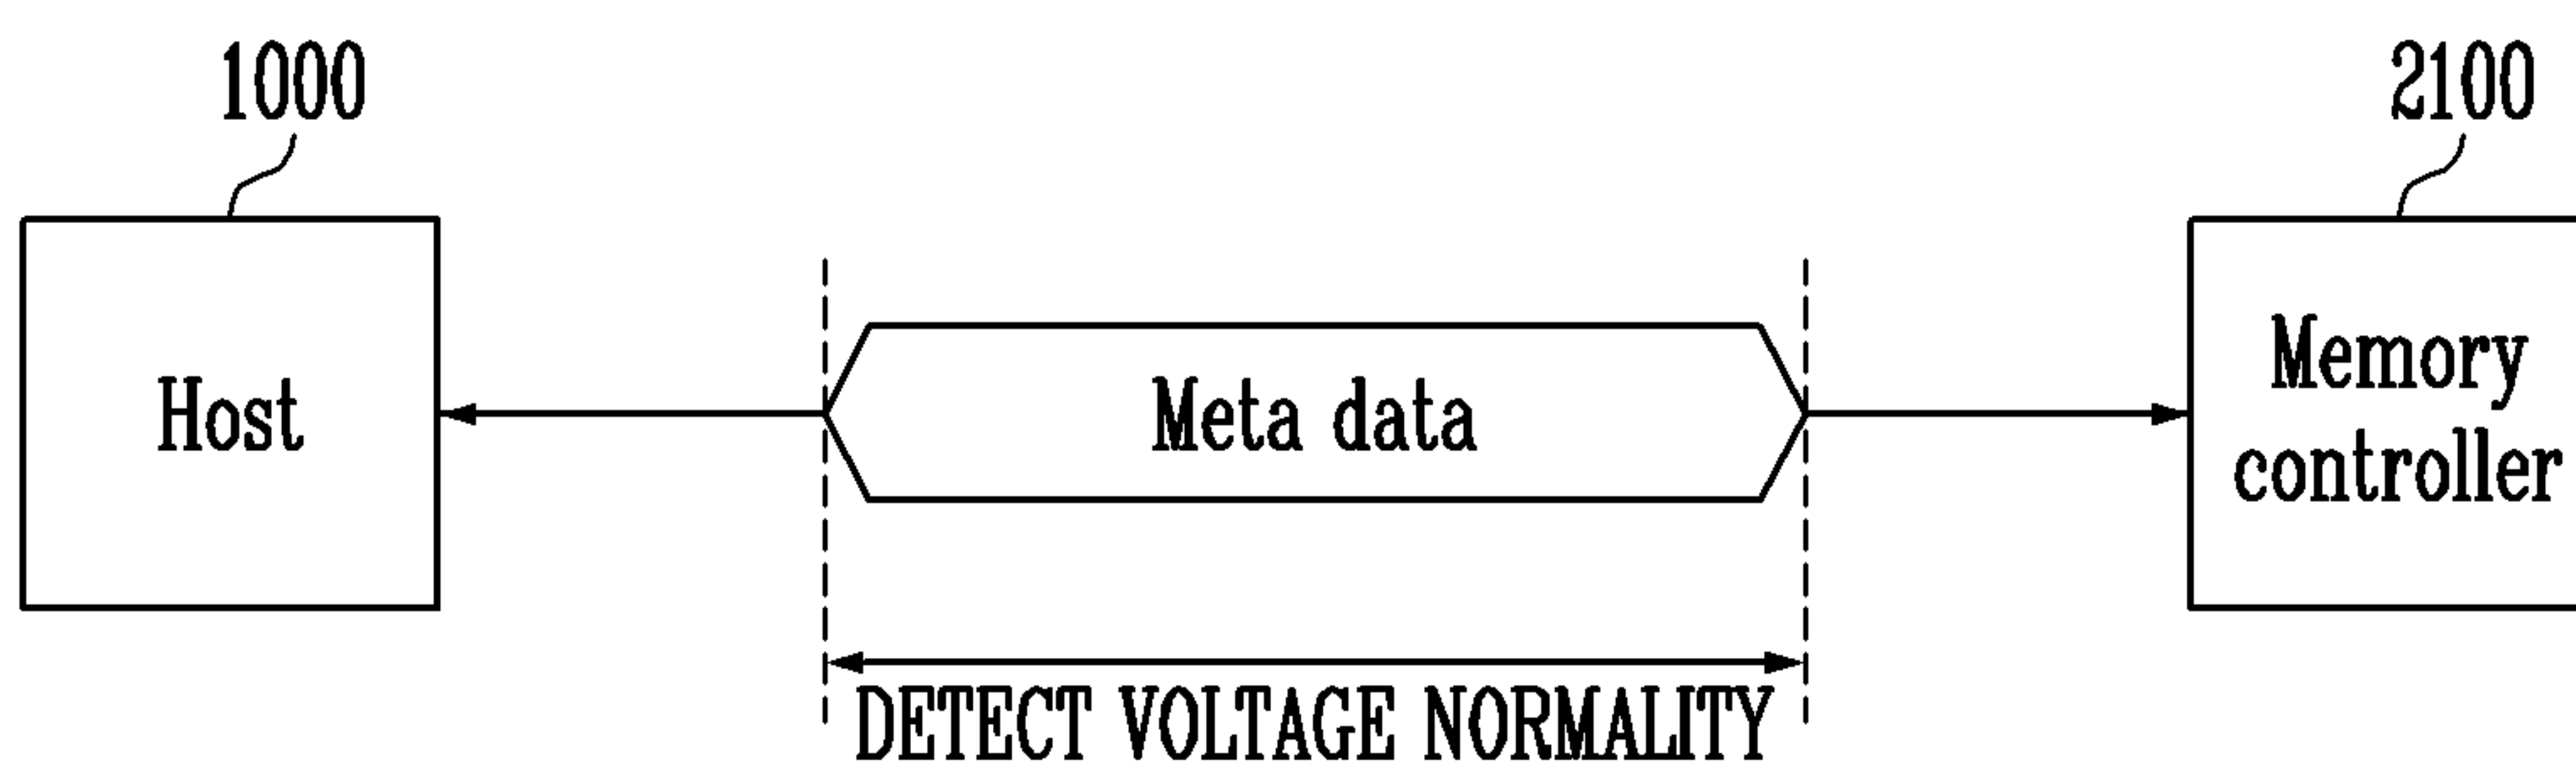 1000
2100
Host
Meta data
Memory
controller
DETECT VOLTAGE NORMALITY